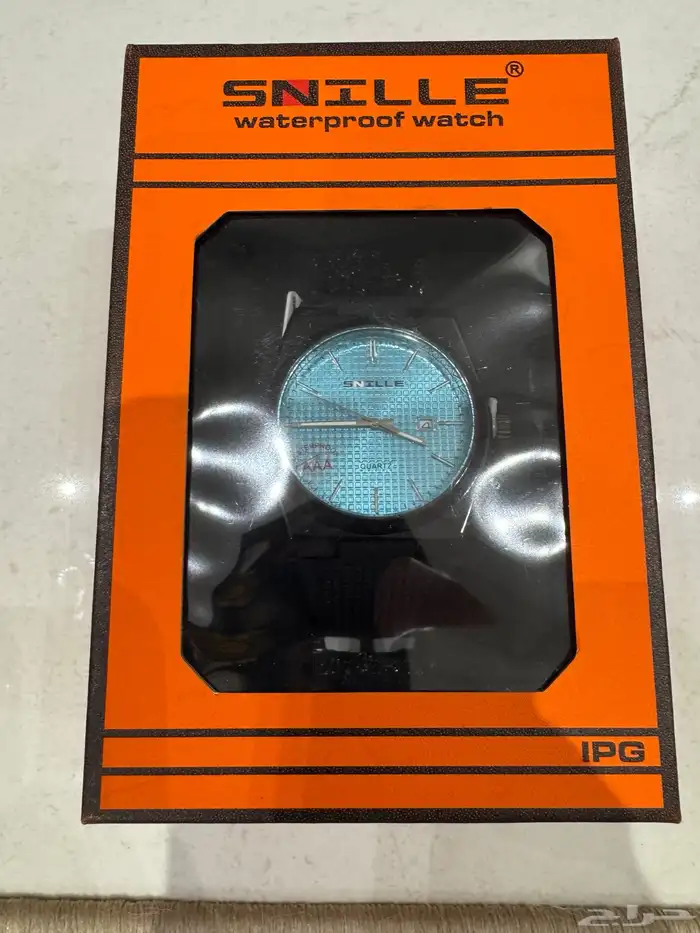 SNILLE®
waterproof watch
SNILLE
AAA
QUARTZ
IPG
حراج